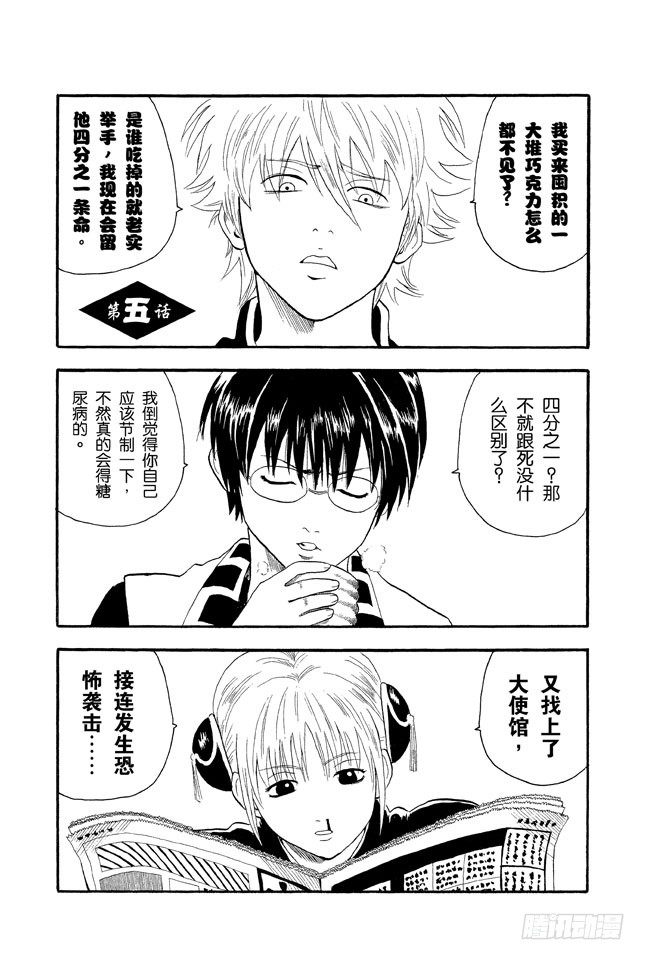 我买来囤积的一
大堆巧克力怎么
都不见了？
是谁吃掉的就老实
举手，我现在会留
他四分之一条命。
第五话
四分之一？那
不就跟死没什
么区别了？
我倒觉得你自己
应该节制一下，
不然真的会得糖
尿病的。
又找上了
大使馆，
接连发生恐
怖袭击……
腾讯动漫